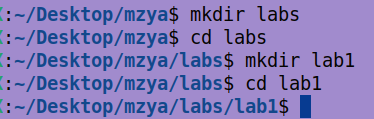 :~/Desktop/mzya$ mkdir labs
:~/Desktop/mzya$ cd labs
:~/Desktop/mzya/labs$ mkdir lab1
:~/Desktop/mzya/labs$ cd lab1
:~/Desktop/mzya/labs/lab1$